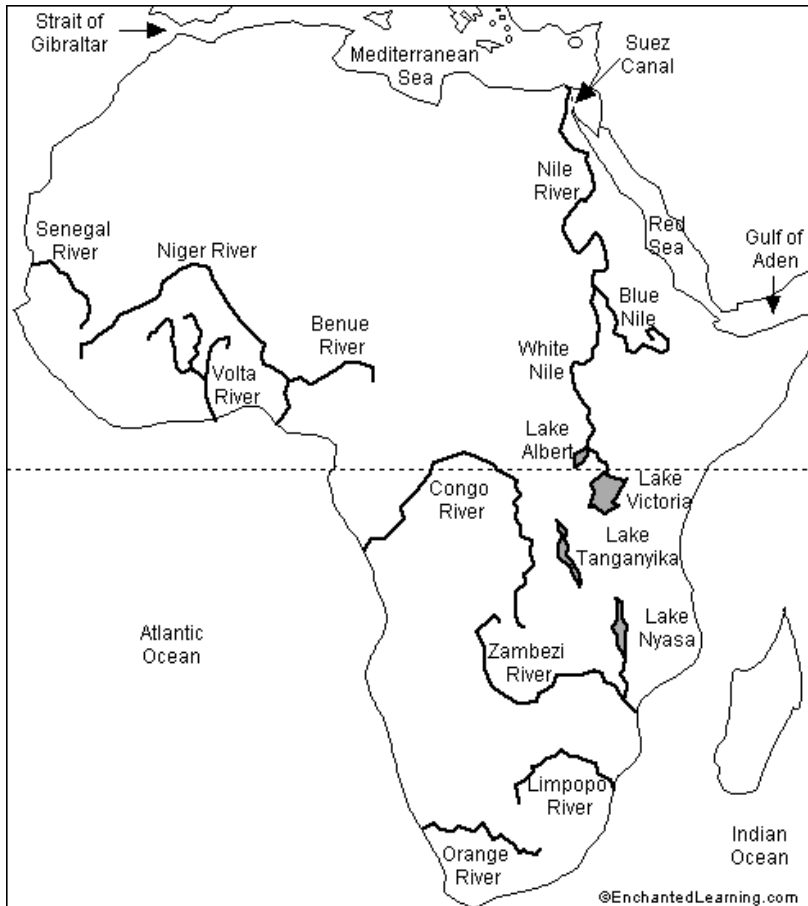 Strait of
Gibraltar
Mediterranean
Sea
Suez
Canal
Nile
River
Red
Sea
Gulf of
Aden
Senegal
River
Niger River
Benue
River
Blue
Nile
White
Nile
Volta
River
Lake
Albert
Congo
River
Lake
Victoria
Lake
Tanganyika
Atlantic
Ocean
Zambezi
River
Lake
Nyasa
Limpopo
River
Orange
River
Indian
Ocean
©EnchantedLearning.com